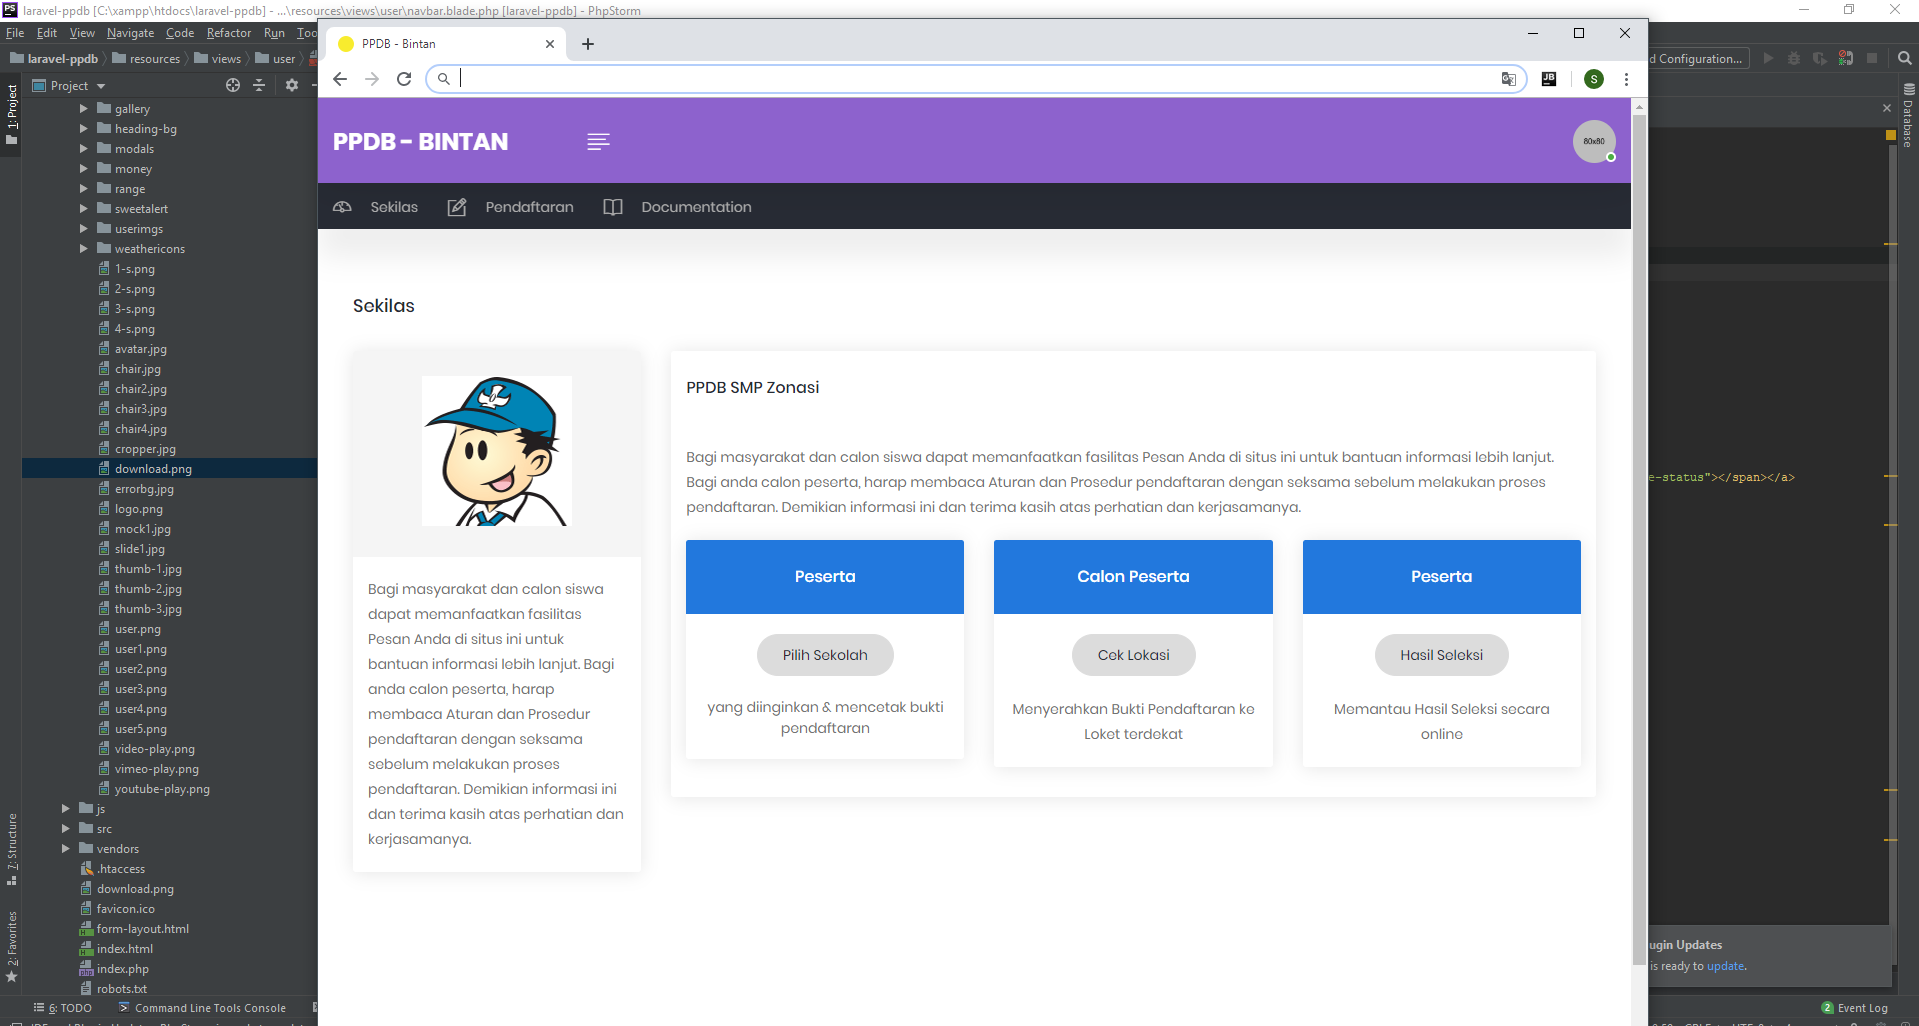 laravel-ppdb [C:\xampp\htdocs\laravel-ppdb] - ...\resources\views\user\navbar.blade.php [laravel-ppdb] - PhpStorm
File Edit View Navigate Code Refactor Run
laravel-ppdb resources views user
d Configuration...
Project
1: Project
gallery
heading-bg
modals
money
range
sweetalert
userimgs
weathericons
1-s.png
2-s.png
3-s.png
4-s.png
avatar.jpg
chair.jpg
chair2.jpg
chair3.jpg
chair4.jpg
cropper.jpg
download.png
errorbg.jpg
logo.png
mock1.jpg
slide1.jpg
thumb-1.jpg
thumb-2.jpg
thumb-3.jpg
user.png
user1.png
user2.png
user3.png
user4.png
user5.png
video-play.png
vimeo-play.png
youtube-play.png
js
src
vendors
.htaccess
download.png
favicon.ico
form-layout.html
index.html
index.php
robots.txt
7: Structure
2: Favorites
6: TODO
Command Line Tools Console
PPDB - Bintan
JB
S
PPDB - BINTAN
80x80
Sekilas
Pendaftaran
Documentation
Sekilas
Bagi masyarakat dan calon siswa
dapat memanfaatkan fasilitas
Pesan Anda di situs ini untuk
bantuan informasi lebih lanjut. Bagi
anda calon peserta, harap
membaca Aturan dan Prosedur
pendaftaran dengan seksama
sebelum melakukan proses
pendaftaran. Demikian informasi ini
dan terima kasih atas perhatian dan
kerjasamanya.
PPDB SMP Zonasi
Bagi masyarakat dan calon siswa dapat memanfaatkan fasilitas Pesan Anda di situs ini untuk bantuan informasi lebih lanjut.
Bagi anda calon peserta, harap membaca Aturan dan Prosedur pendaftaran dengan seksama sebelum melakukan proses
pendaftaran. Demikian informasi ini dan terima kasih atas perhatian dan kerjasamanya.
Peserta
Pilih Sekolah
yang diinginkan & mencetak bukti
pendaftaran
Calon Peserta
Cek Lokasi
Menyerahkan Bukti Pendaftaran ke
Loket terdekat
Peserta
Hasil Seleksi
Memantau Hasil Seleksi secara
online
Database
e-status"></span></a>
ugin Updates
is ready to update.
2 Event Log